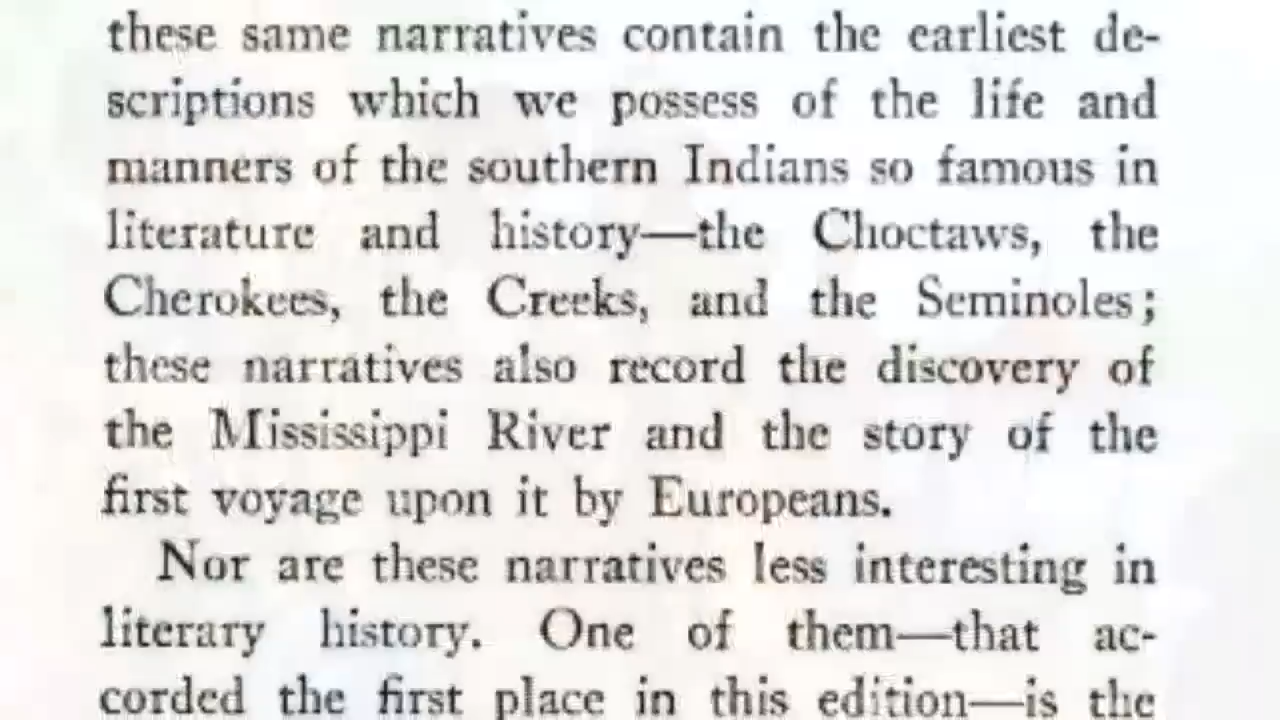 these same narratives contain the earliest de-
scriptions which we possess of the life and
manners of the southern Indians so famous in
literature and history—the Choctaws, the
Cherokees, the Creeks, and the Seminoles;
these narratives also record the discovery of
the Mississippi River and the story of the
first voyage upon it by Europeans.
Nor are these narratives less interesting in
literary history. One of them—that ac-
corded the first place in this edition—is the